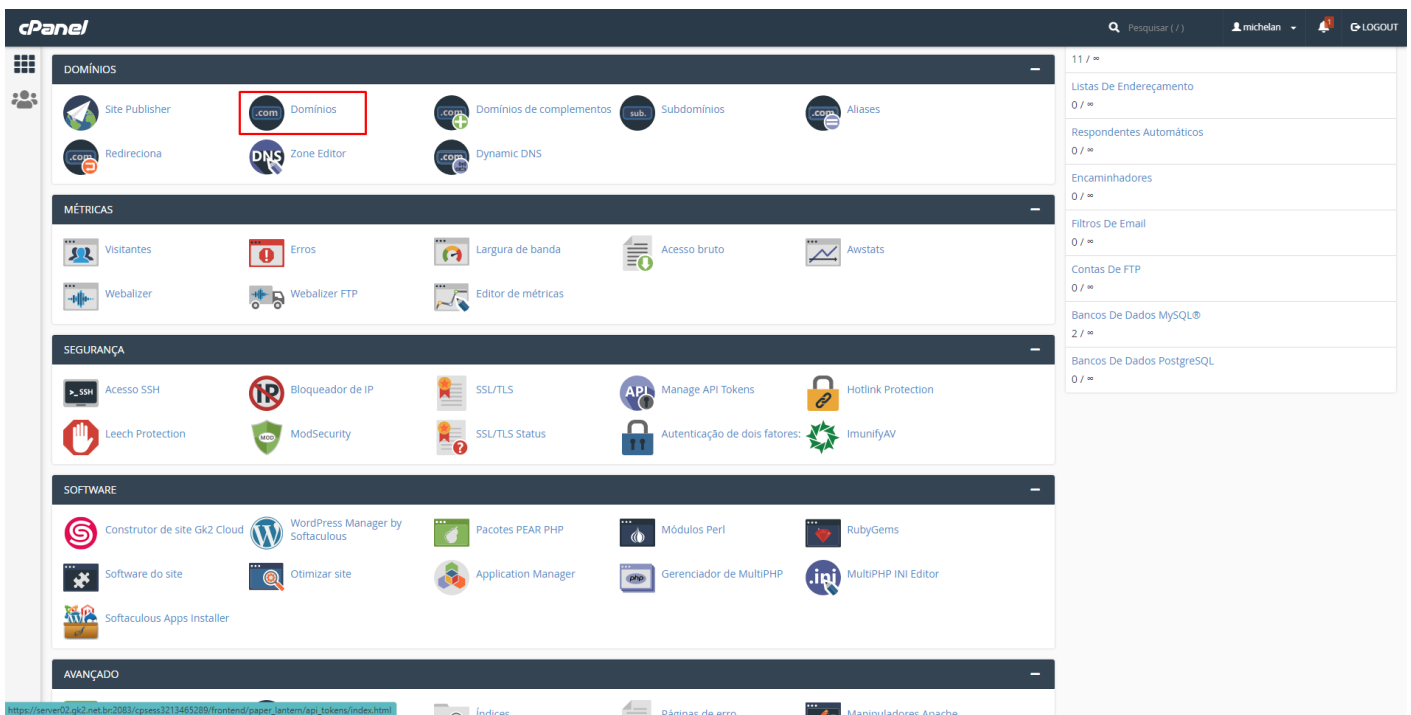 cPanel
Pesquisar ( / )
michelan
1
LOGOUT
DOMÍNIOS
Site Publisher
.com
Domínios
.com
Domínios de complementos
sub.
Subdomínios
.com
Aliases
.com
Redireciona
DNS
Zone Editor
.com
Dynamic DNS
MÉTRICAS
Visitantes
Erros
Largura de banda
Acesso bruto
Awstats
Webalizer
Webalizer FTP
Editor de métricas
SEGURANÇA
>_SSH
Acesso SSH
IP
Bloqueador de IP
SSL/TLS
API
Manage API Tokens
Hotlink Protection
Leech Protection
MOD
ModSecurity
SSL/TLS Status
Autenticação de dois fatores:
ImunifyAV
SOFTWARE
Construtor de site Gk2 Cloud
WordPress Manager by
Softaculous
Pacotes PEAR PHP
Módulos Perl
RubyGems
Software do site
Otimizar site
Application Manager
php
Gerenciador de MultiPHP
.ini
MultiPHP INI Editor
Softaculous Apps Installer
AVANÇADO
Índices
Páginas de erro
Manipuladores Apache
11 / ∞
Listas De Endereçamento
0 / ∞
Respondentes Automáticos
0 / ∞
Encaminhadores
0 / ∞
Filtros De Email
0 / ∞
Contas De FTP
0 / ∞
Bancos De Dados MySQL®
2 / ∞
Bancos De Dados PostgreSQL
0 / ∞
https://server02.gk2.net.br:2083/cpsess3213465289/frontend/paper_lantern/api_tokens/index.html